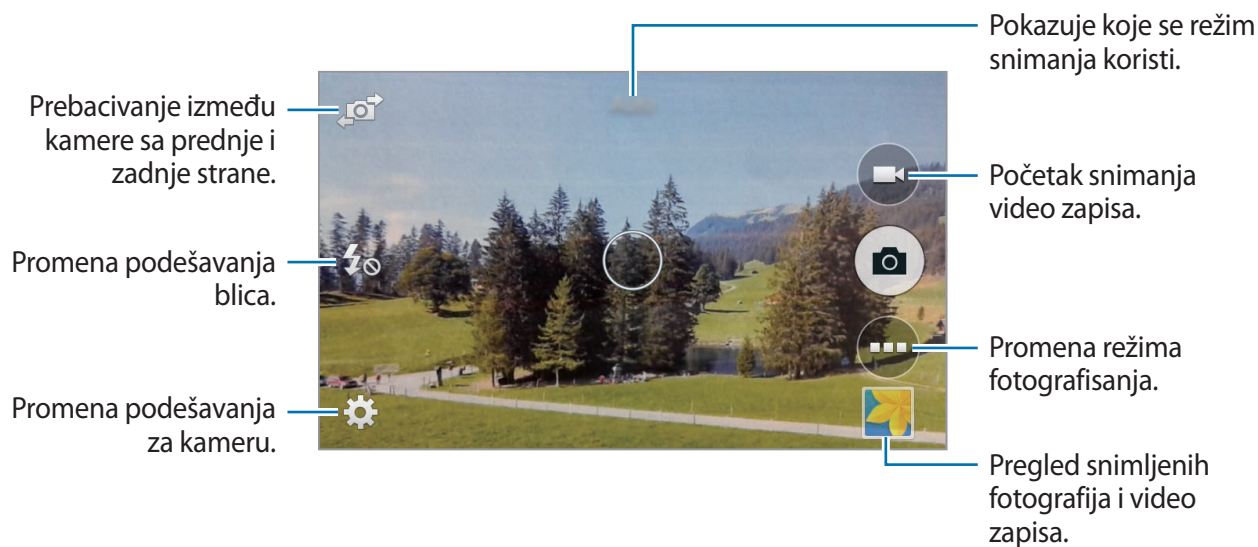 Pokazuje koje se režim
snimanja koristi.
Prebacivanje između
kamere sa prednje i
zadnje strane.
Početak snimanja
video zapisa.
Promena podešavanja
blica.
Promena režima
fotografisanja.
Promena podešavanja
za kameru.
Pregled snimljenih
fotografija i video
zapisa.